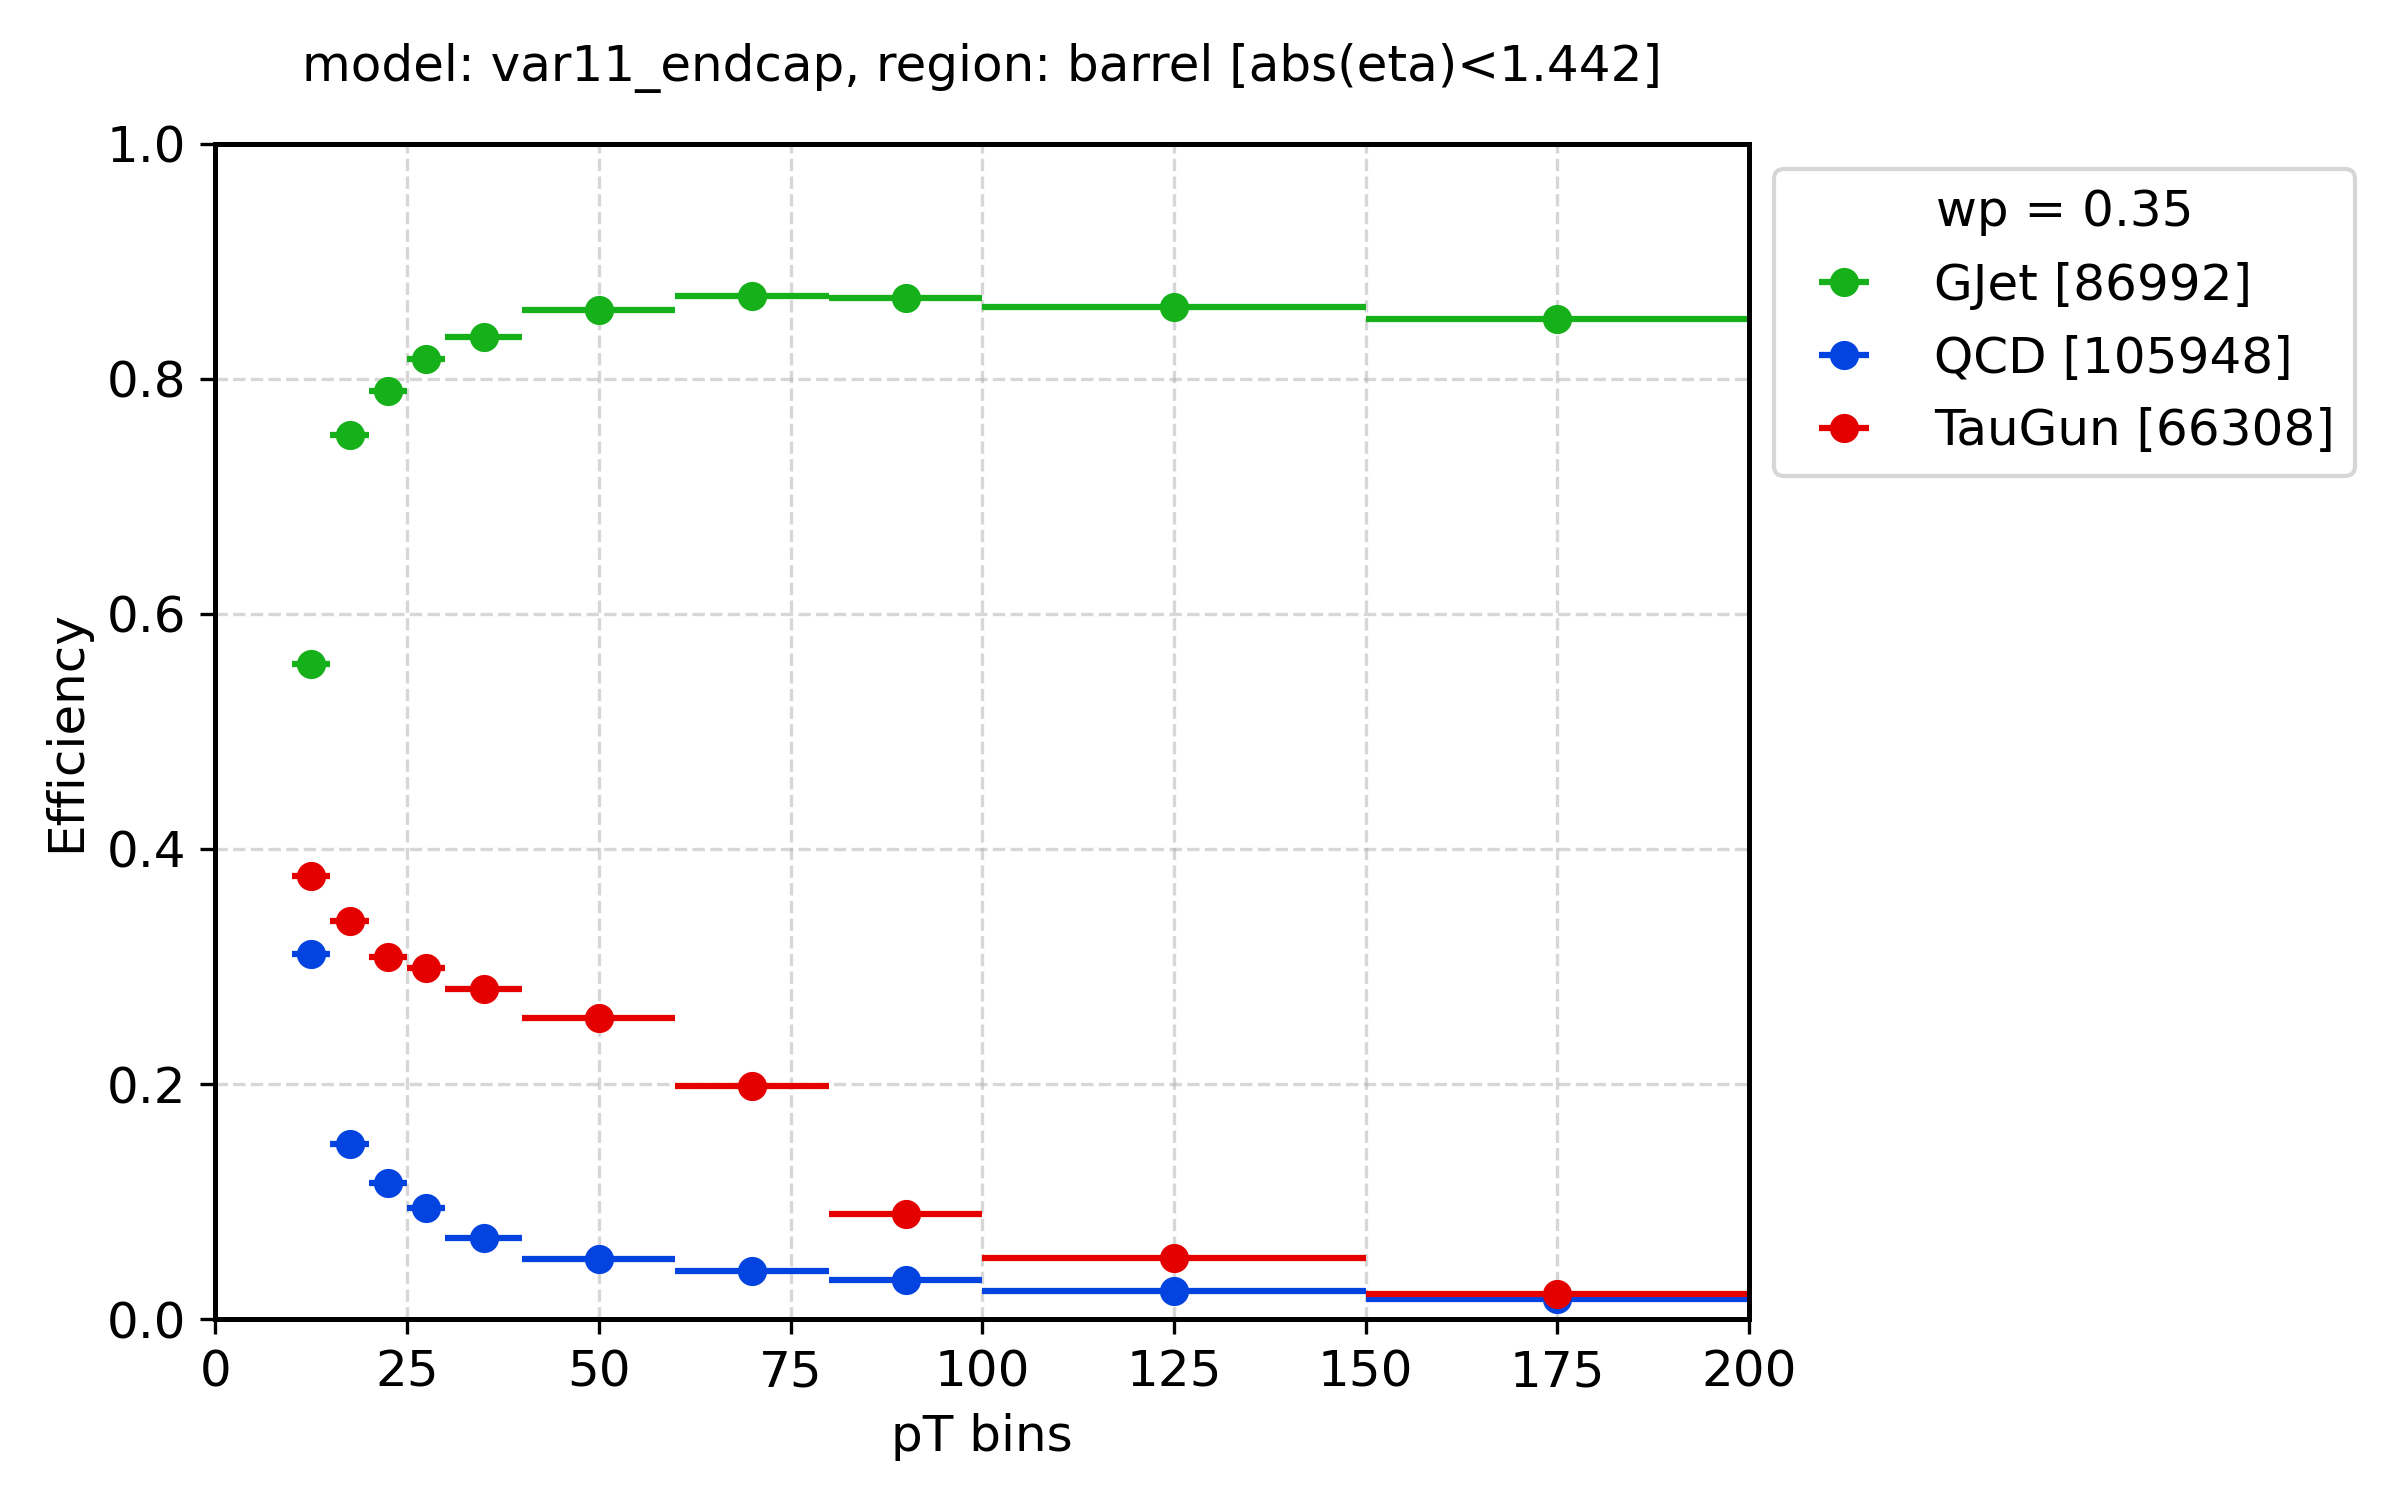 model: var11_endcap, region: barrel [abs(eta)<1.442]
1.0
0.8
0.6
0.4
0.2
0.0
Efficiency
0 25 50 75 100 125 150 175 200
pT bins
wp = 0.35
GJet [86992]
QCD [105948]
TauGun [66308]